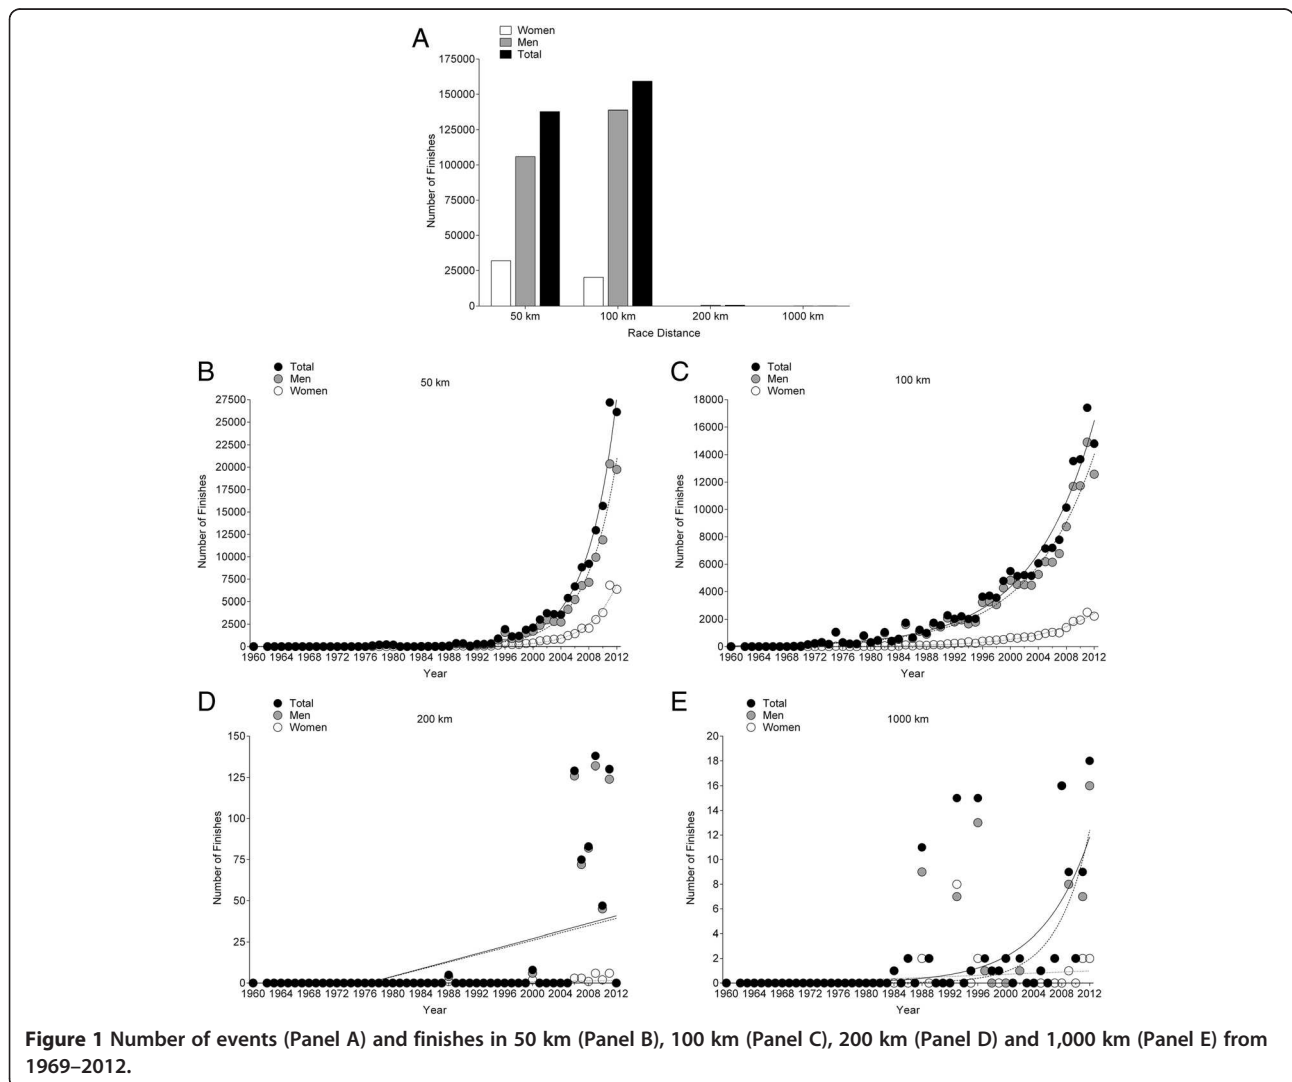 A
Women
Men
Total
175000
150000
125000
100000
75000
50000
25000
0
Number of Finishes
50 km 100 km 200 km 1000 km
Race Distance
B
Total
Men
Women
50 km
27500
25000
22500
20000
17500
15000
12500
10000
7500
5000
2500
0
Number of Finishes
1960 1964 1968 1972 1976 1980 1984 1988 1992 1996 2000 2004 2008 2012
Year
C
Total
Men
Women
100 km
18000
16000
14000
12000
10000
8000
6000
4000
2000
0
Number of Finishes
1960 1964 1968 1972 1976 1980 1984 1988 1992 1996 2000 2004 2008 2012
Year
D
Total
Men
Women
200 km
150
125
100
75
50
25
0
Number of Finishes
1960 1964 1968 1972 1976 1980 1984 1988 1992 1996 2000 2004 2008 2012
Year
E
Total
Men
Women
1000 km
20
18
16
14
12
10
8
6
4
2
0
Number of Finishes
1960 1964 1968 1972 1976 1980 1984 1988 1992 1996 2000 2004 2008 2012
Year
Figure 1 Number of events (Panel A) and finishes in 50 km (Panel B), 100 km (Panel C), 200 km (Panel D) and 1,000 km (Panel E) from
1969–2012.